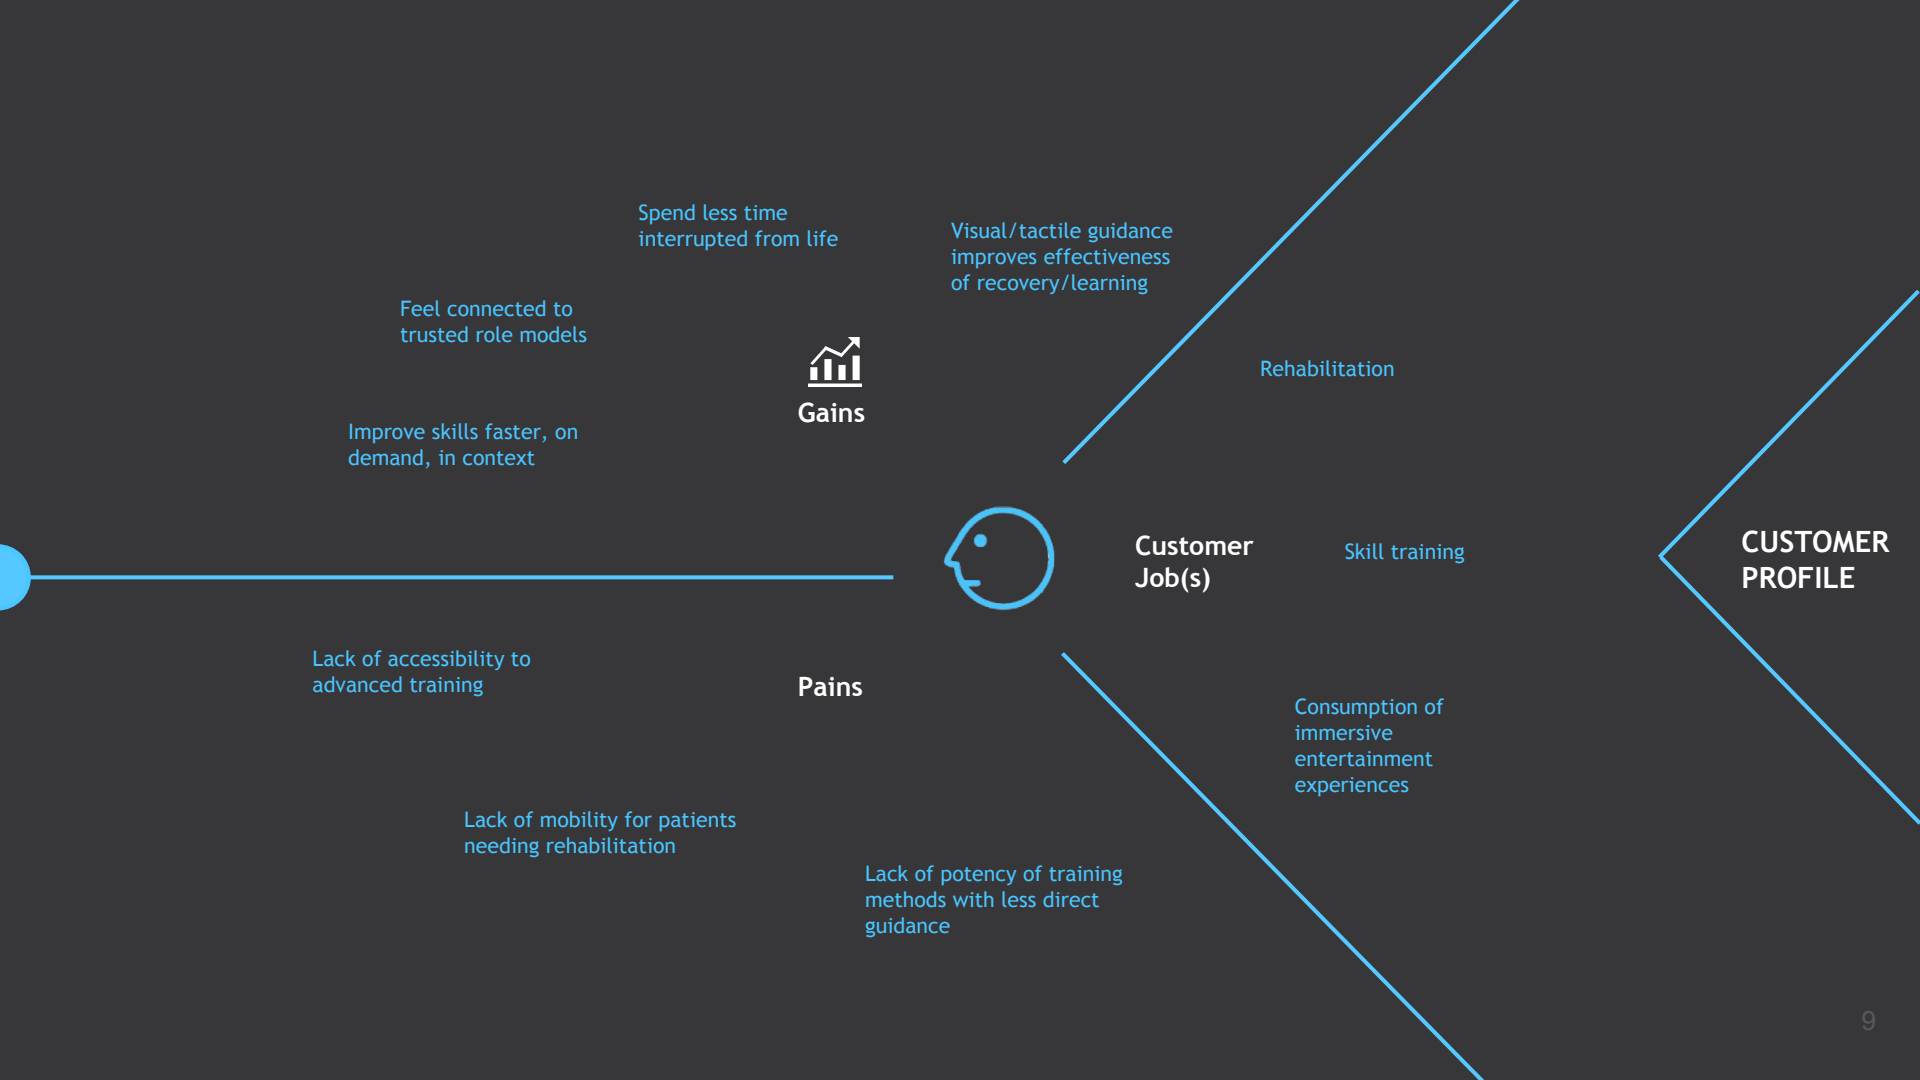 Spend less time
interrupted from life
Visual/tactile guidance
improves effectiveness
of recovery/learning
Feel connected to
trusted role models
Gains
Improve skills faster, on
demand, in context
Rehabilitation
Customer
Job(s)
Skill training
CUSTOMER
PROFILE
Lack of accessibility to
advanced training
Pains
Consumption of
immersive
entertainment
experiences
Lack of mobility for patients
needing rehabilitation
Lack of potency of training
methods with less direct
guidance
9